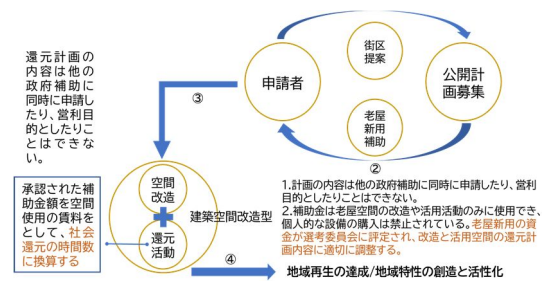 還元計画の
内容は他の
政府補助に
同時に申請し
たり、営利目
的としたりこ
とはできな
い。
③
申請者
街区
提案
公開計
画募集
老屋
新用
補助
②
承認された補
助金額を空間
使用の賃料を
として、社会
還元の時間数
に換算する
空間
改造
還元
活動
建築空間改造型
1.計画の内容は他の政府補助に同時に申請したり、営利
目的としたりことはできない。
2.補助金は老屋空間の改造や活用活動のみに使用でき、
個人的な設備の購入は禁止されている。老屋新用の資
金が選考委員会に評定され、改造と活用空間の還元計
画内容に適切に調整する。
④
地域再生の達成/地域特性の創造と活性化